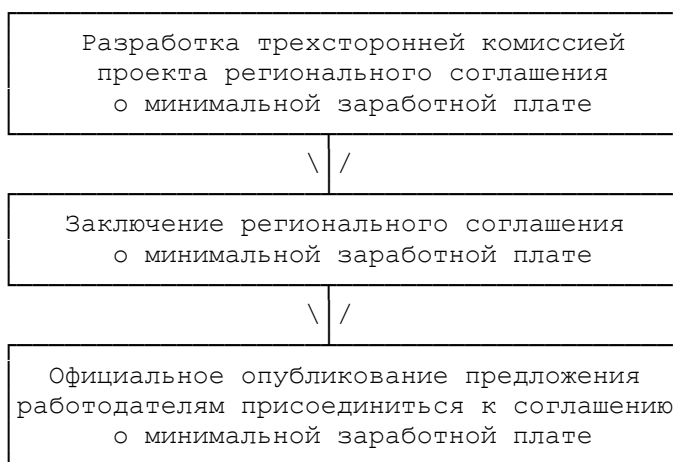 Разработка трехсторонней комиссией
проекта регионального соглашения
о минимальной заработной плате
Заключение регионального соглашения
о минимальной заработной плате
Официальное опубликование предложения
работодателям присоединиться к соглашению
о минимальной заработной плате